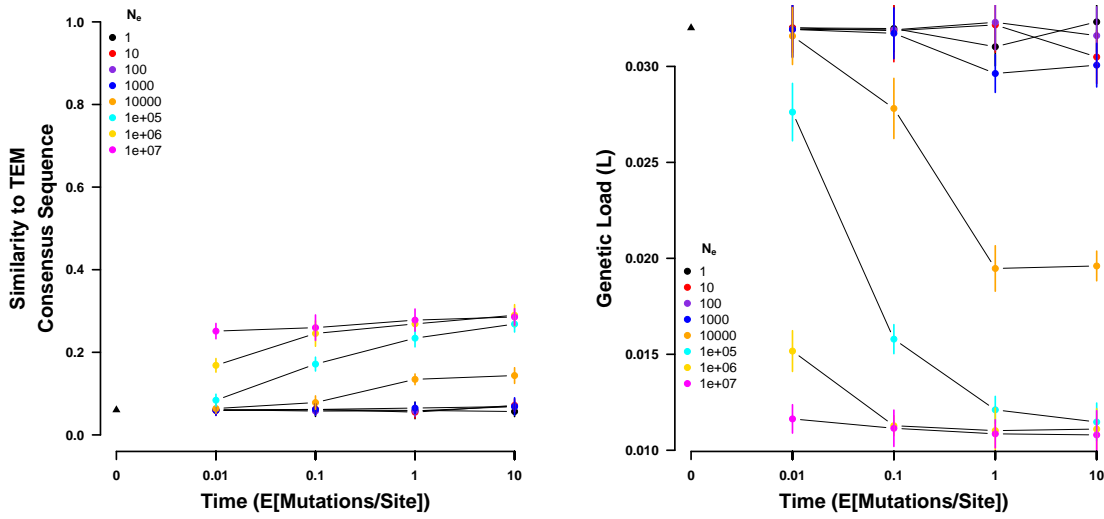 Similarity to TEM
Consensus Sequence
1.0
0.8
0.6
0.4
0.2
0.0
Ne
1
10
100
1000
10000
1e+05
1e+06
1e+07
0
0.01
0.1
1
10
Time (E[Mutations/Site])
Genetic Load (L)
0.030
0.025
0.020
0.015
0.010
Ne
1
10
100
1000
10000
1e+05
1e+06
1e+07
0
0.01
0.1
1
10
Time (E[Mutations/Site])